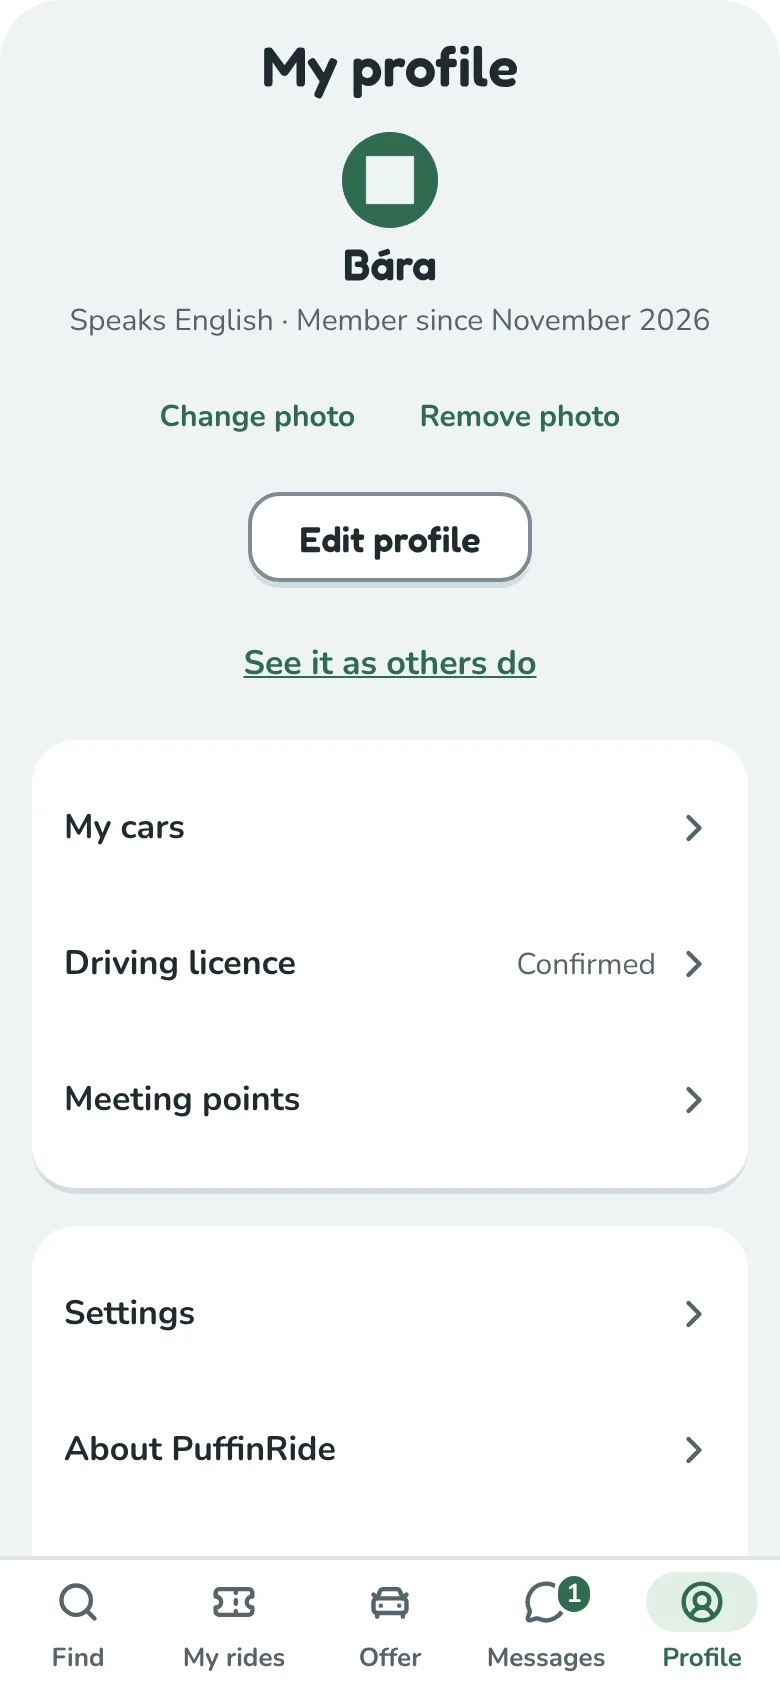 My profile
Bára
Speaks English · Member since November 2026
Change photo Remove photo
Edit profile
See it as others do
My cars
Driving licence Confirmed
Meeting points
Settings
About PuffinRide
1
Find My rides Offer Messages Profile